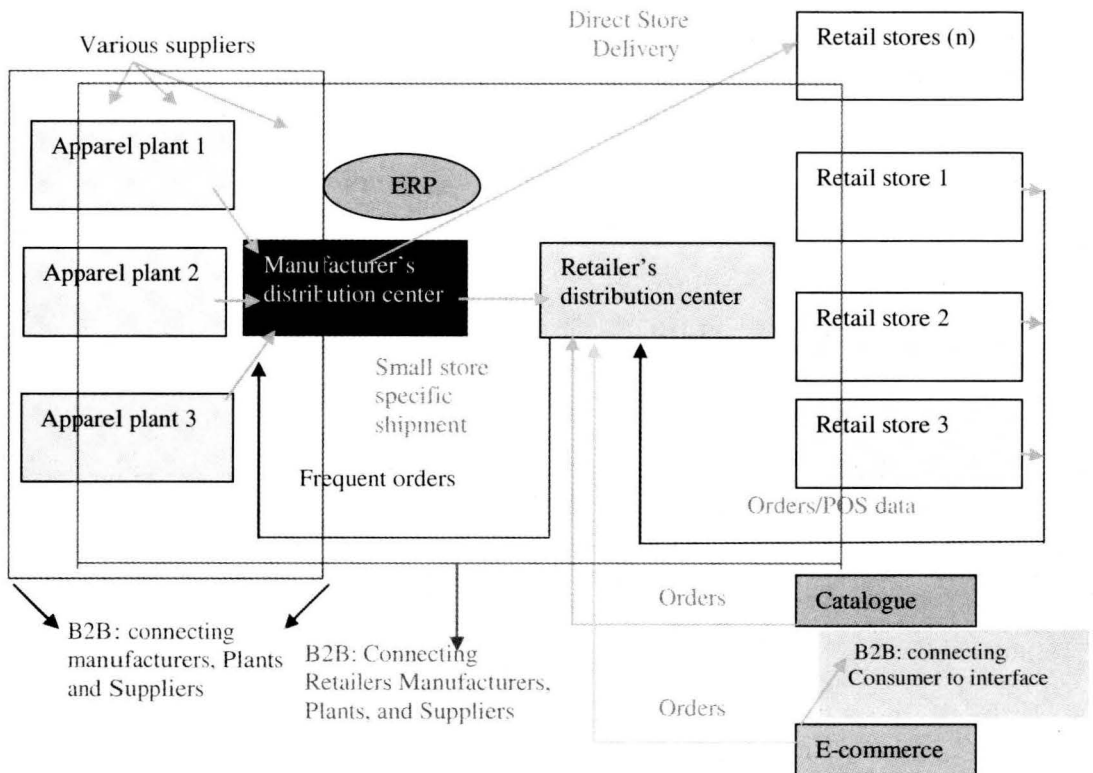 Various suppliers
Direct Store
Delivery
Retail stores (n)
Apparel plant 1
ERP
Retail store 1
Apparel plant 2
Manufacturer's
distribution center
Retailer's
distribution center
Retail store 2
Small store
specific
shipment
Apparel plant 3
Retail store 3
Frequent orders
Orders/POS data
Orders
Catalogue
B2B: connecting
manufacturers, Plants
and Suppliers
B2B: Connecting
Retailers Manufacturers,
Plants, and Suppliers
B2B: connecting
Consumer to interface
Orders
E-commerce